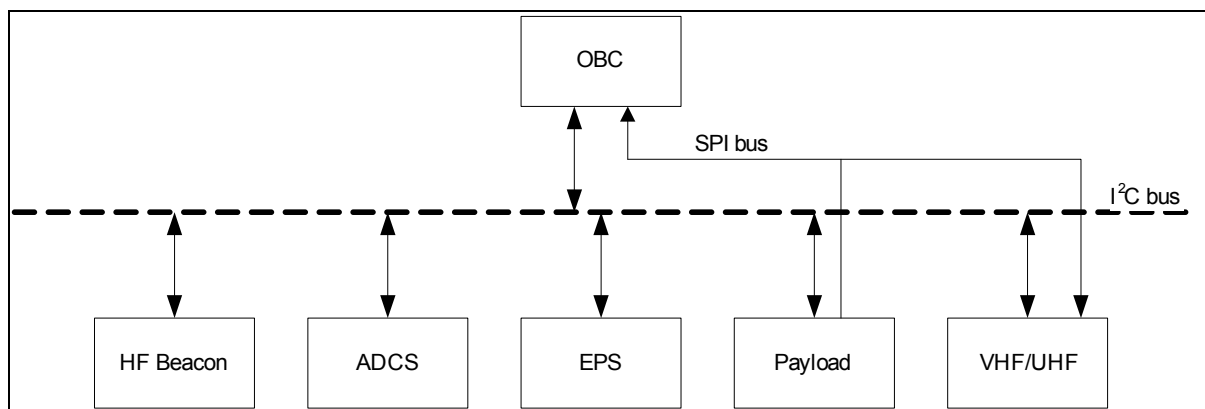 OBC
SPI bus
I²C bus
HF Beacon
ADCS
EPS
Payload
VHF/UHF